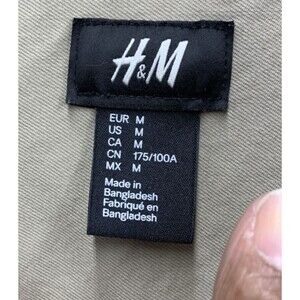 H&M
EUR M
US M
CA M
CN 175/100A
MX M
Made in
Bangladesh
Fabriqué en
Bangladesh